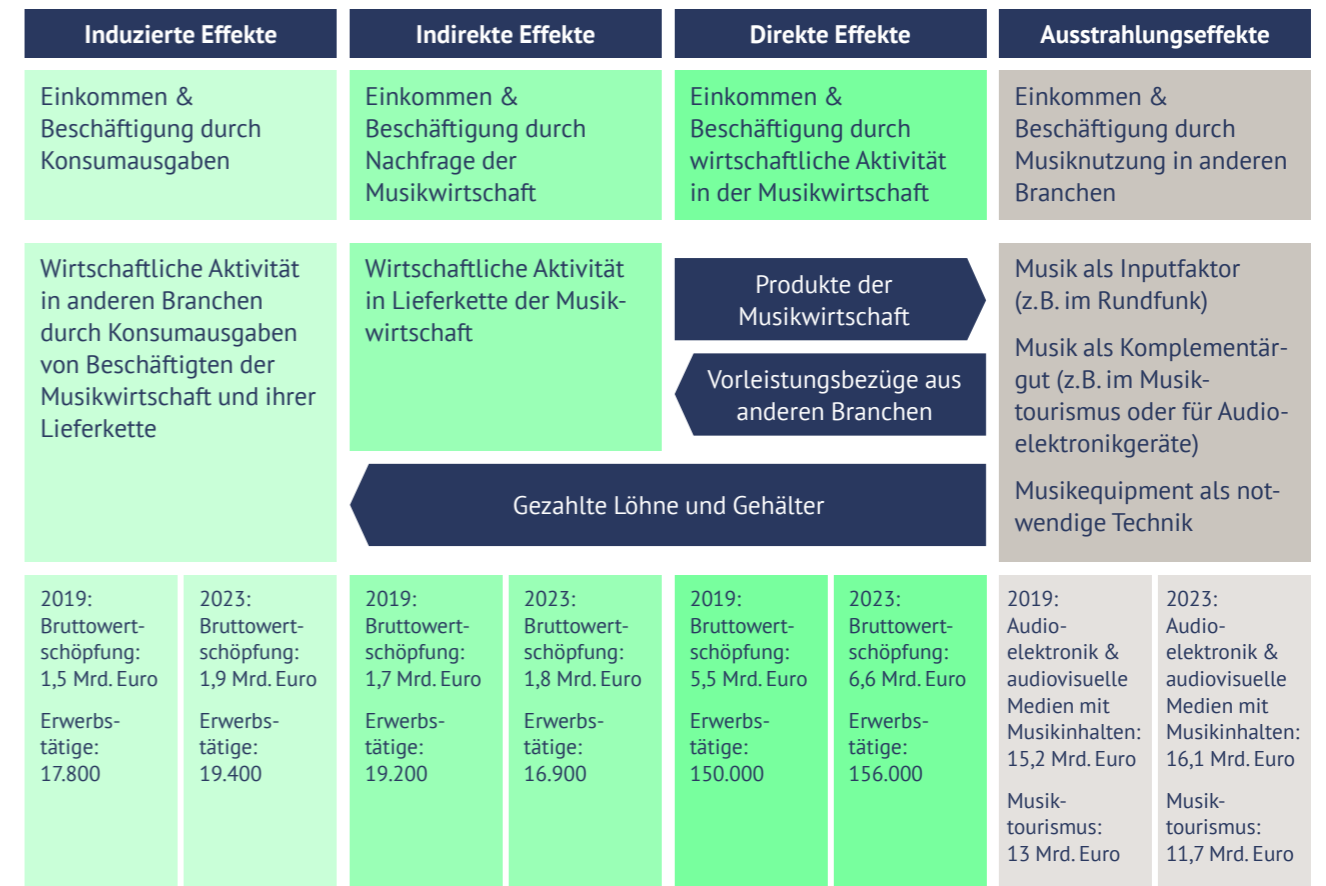 Induzierte Effekte
Einkommen &
Beschäftigung durch
Konsumausgaben
Wirtschaftliche Aktivität
in anderen Branchen
durch Konsumausgaben
von Beschäftigten der
Musikwirtschaft und ihrer
Lieferkette
2019:
Bruttowert-
schöpfung:
1,5 Mrd. Euro
Erwerbs-
tätige:
17.800
2023:
Bruttowert-
schöpfung:
1,9 Mrd. Euro
Erwerbs-
tätige:
19.400
Indirekte Effekte
Einkommen &
Beschäftigung durch
Nachfrage der
Musikwirtschaft
Wirtschaftliche Aktivität
in Lieferkette der Musik-
wirtschaft
2019:
Bruttowert-
schöpfung:
1,7 Mrd. Euro
Erwerbs-
tätige:
19.200
2023:
Bruttowert-
schöpfung:
1,8 Mrd. Euro
Erwerbs-
tätige:
16.900
Direkte Effekte
Einkommen &
Beschäftigung durch
wirtschaftliche Aktivität
in der Musikwirtschaft
Produkte der
Musikwirtschaft
Vorleistungsbezüge aus
anderen Branchen
Gezahlte Löhne und Gehälter
2019:
Bruttowert-
schöpfung:
5,5 Mrd. Euro
Erwerbs-
tätige:
150.000
2023:
Bruttowert-
schöpfung:
6,6 Mrd. Euro
Erwerbs-
tätige:
156.000
Ausstrahlungseffekte
Einkommen &
Beschäftigung durch
Musiknutzung in anderen
Branchen
Musik als Inputfaktor
(z.B. im Rundfunk)
Musik als Komplementär-
gut (z.B. im Musik-
tourismus oder für Audio-
elektronikgeräte)
Musikequipment als not-
wendige Technik
2019:
Audio-
elektronik &
audiovisuelle
Medien mit
Musikinhalten:
15,2 Mrd. Euro
Musik-
tourismus:
13 Mrd. Euro
2023:
Audio-
elektronik &
audiovisuelle
Medien mit
Musikinhalten:
16,1 Mrd. Euro
Musik-
tourismus:
11,7 Mrd. Euro